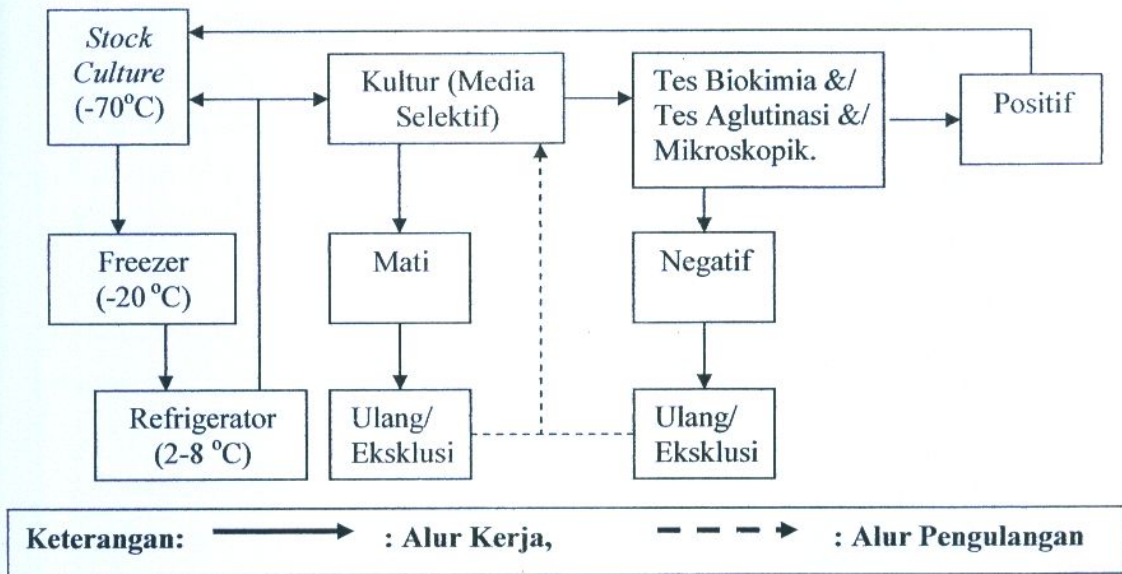 Stock
Culture
(-70°C)
Kultur (Media
Selektif)
Tes Biokimia &/
Tes Aglutinasi &/
Mikroskopik.
Positif
Freezer
(-20 °C)
Mati
Negatif
Refrigerator
(2-8 °C)
Ulang/
Eksklusi
Ulang/
Eksklusi
Keterangan: : Alur Kerja, : Alur Pengulangan